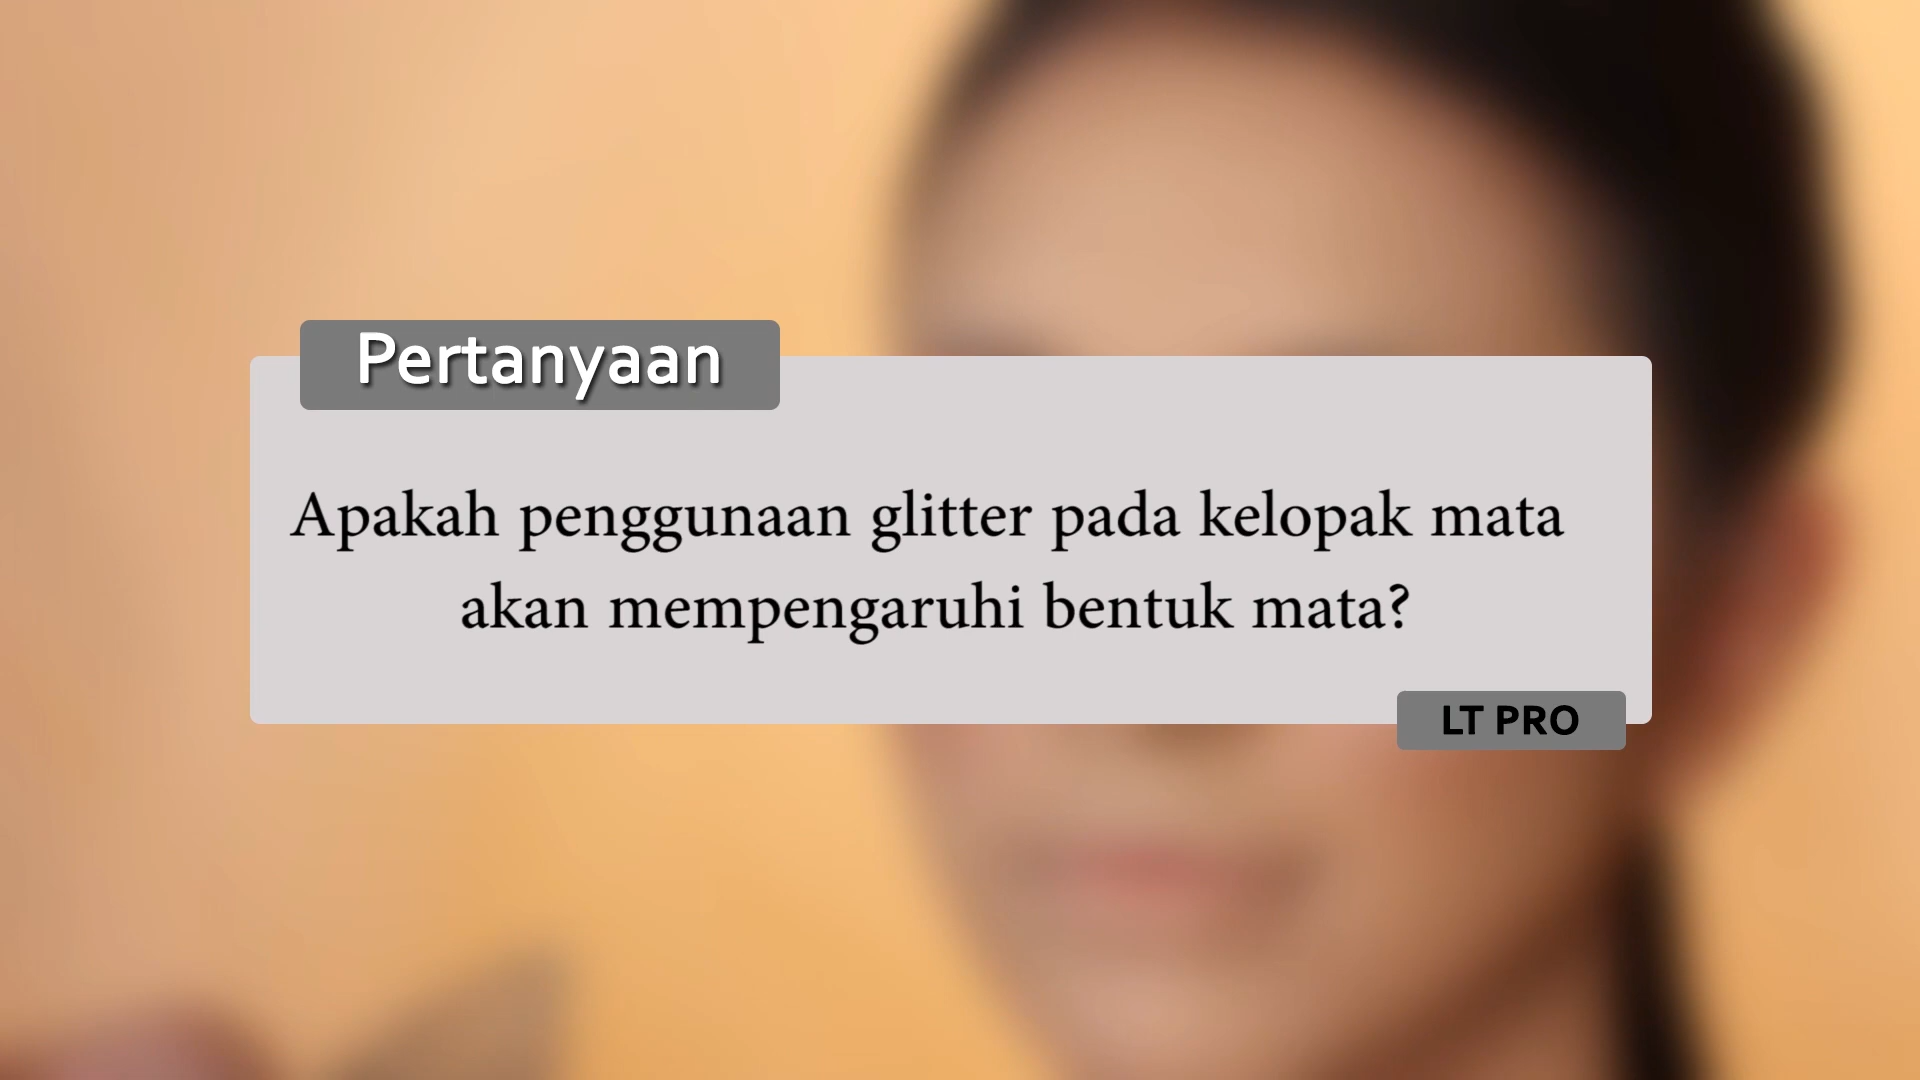 Pertanyaan
Apakah penggunaan glitter pada kelopak mata
akan mempengaruhi bentuk mata?
LT PRO